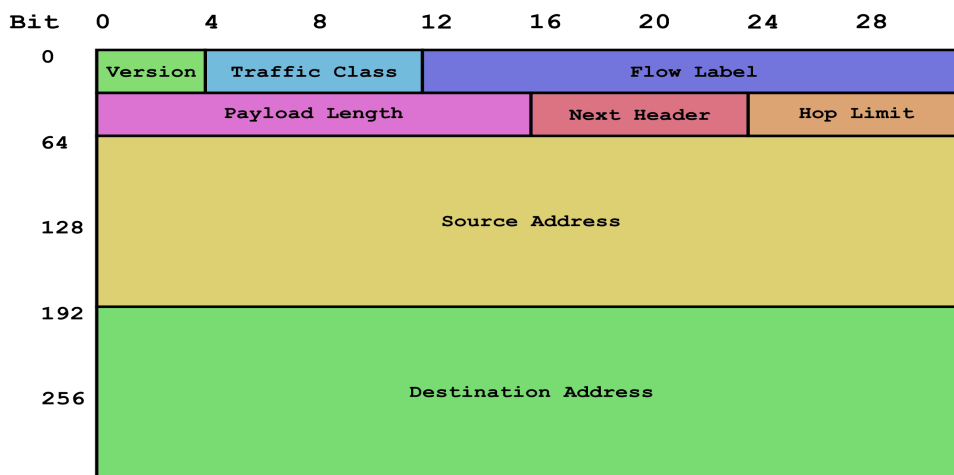 Bit 0 4 8 12 16 20 24 28
0
Version Traffic Class Flow Label
Payload Length Next Header Hop Limit
64
Source Address
128
192
Destination Address
256